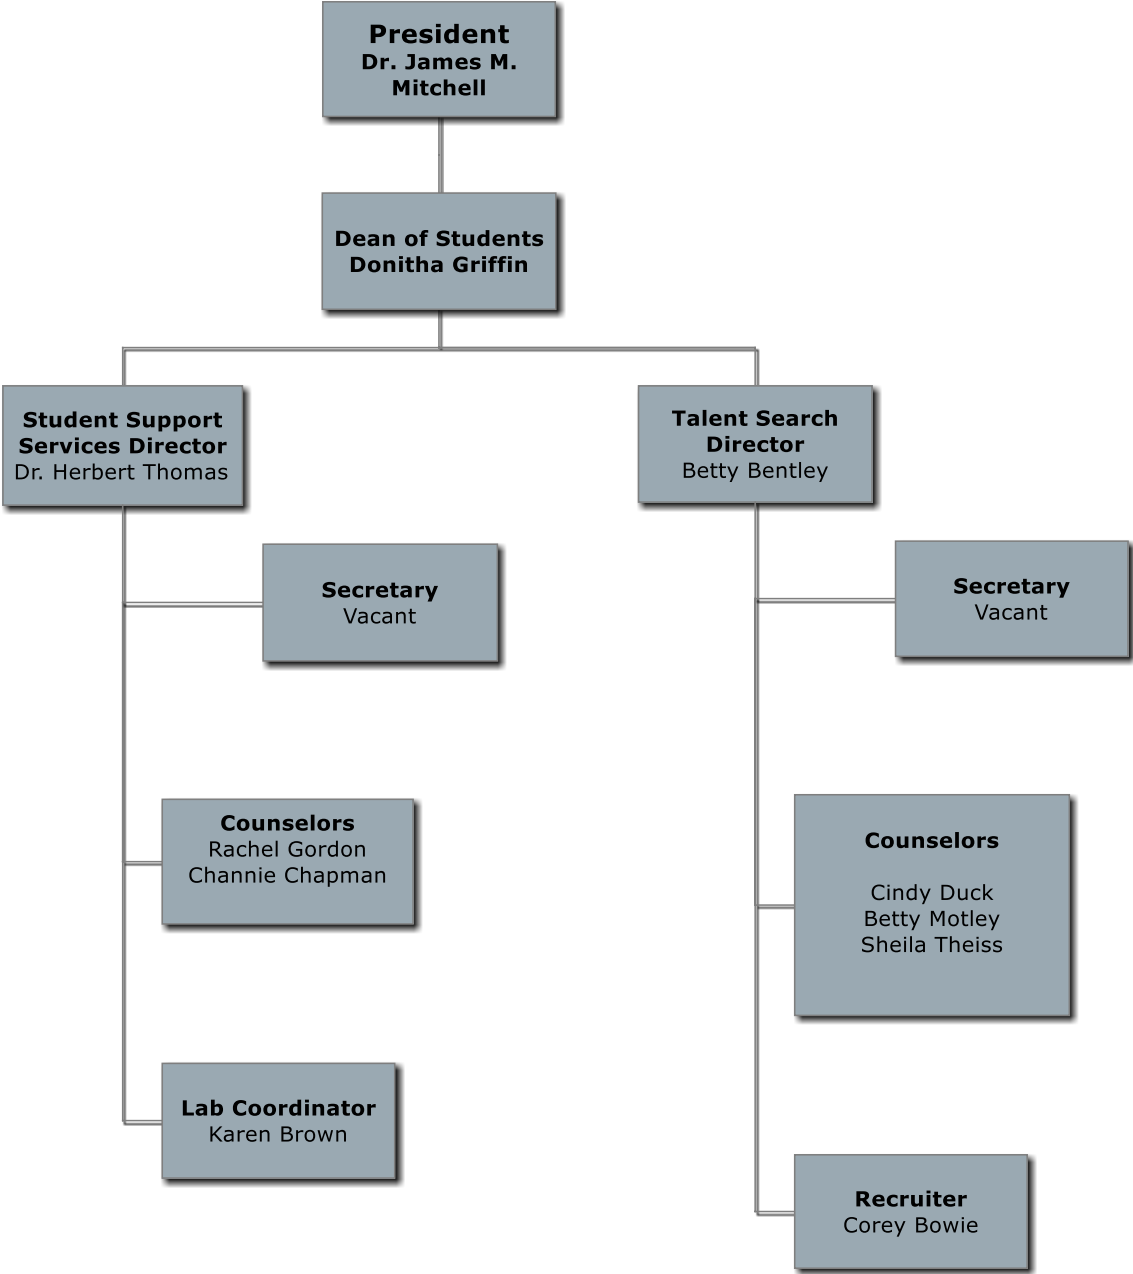 President
Dr. James M.
Mitchell
Dean of Students
Donitha Griffin
Student Support
Services Director
Dr. Herbert Thomas
Talent Search
Director
Betty Bentley
Secretary
Vacant
Secretary
Vacant
Counselors
Rachel Gordon
Channie Chapman
Counselors
Cindy Duck
Betty Motley
Sheila Theiss
Lab Coordinator
Karen Brown
Recruiter
Corey Bowie